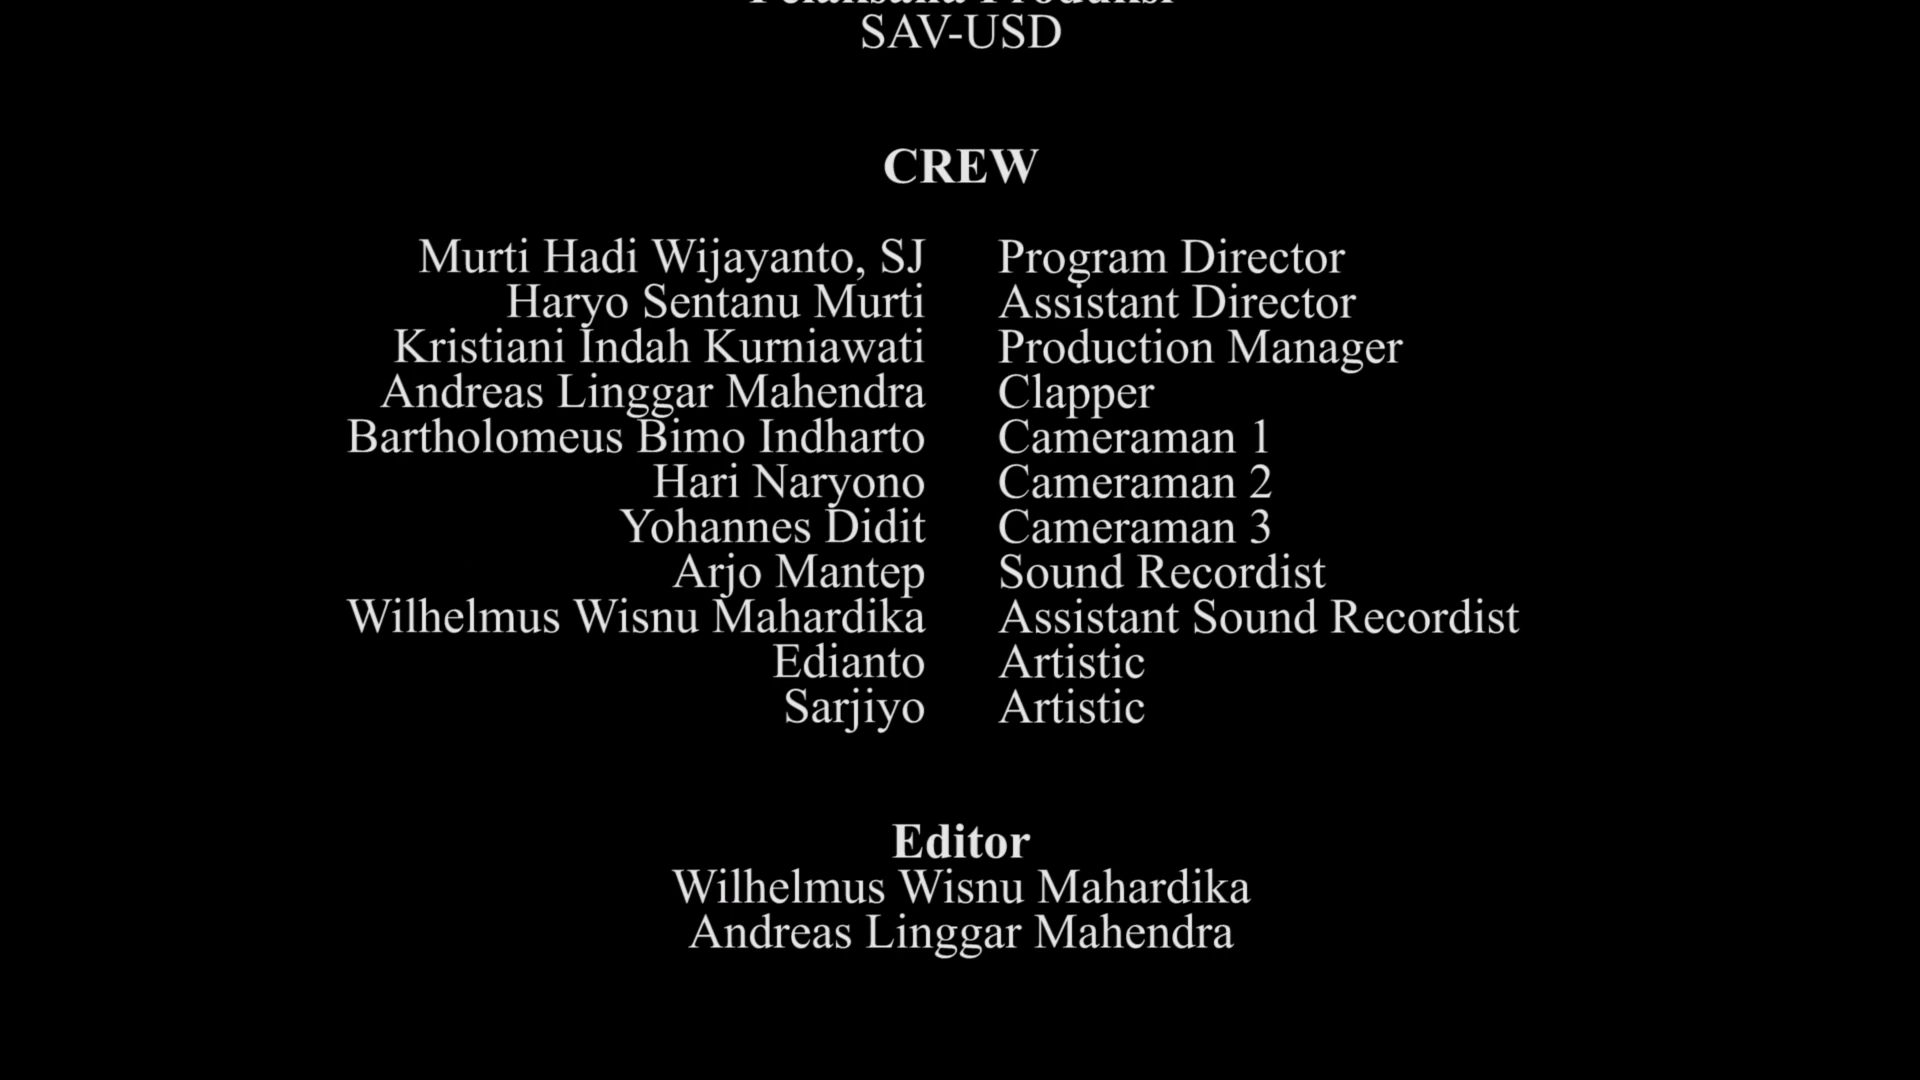 Pelaksana Produksi
SAV-USD
CREW
Murti Hadi Wijayanto, SJ Program Director
Haryo Sentanu Murti Assistant Director
Kristiani Indah Kurniawati Production Manager
Andreas Linggar Mahendra Clapper
Bartholomeus Bimo Indharto Cameraman 1
Hari Naryono Cameraman 2
Yohannes Didit Cameraman 3
Arjo Mantep Sound Recordist
Wilhelmus Wisnu Mahardika Assistant Sound Recordist
Edianto Artistic
Sarjiyo Artistic
Editor
Wilhelmus Wisnu Mahardika
Andreas Linggar Mahendra